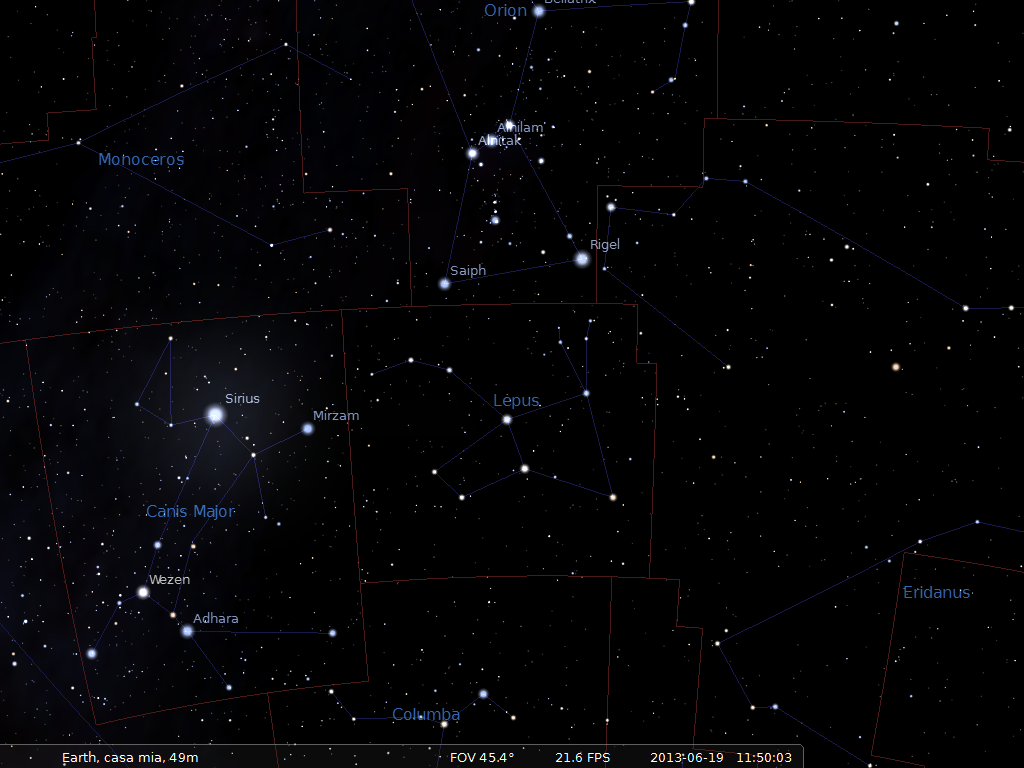 Bellatrix
Orion
Alnilam
Alnitak
Monoceros
Rigel
Saiph
Sirius
Lepus
Mirzam
Canis Major
Wezen
Eridanus
Adhara
Columba
Earth, casa mia, 49m FOV 45.4° 21.6 FPS 2013-06-19 11:50:03